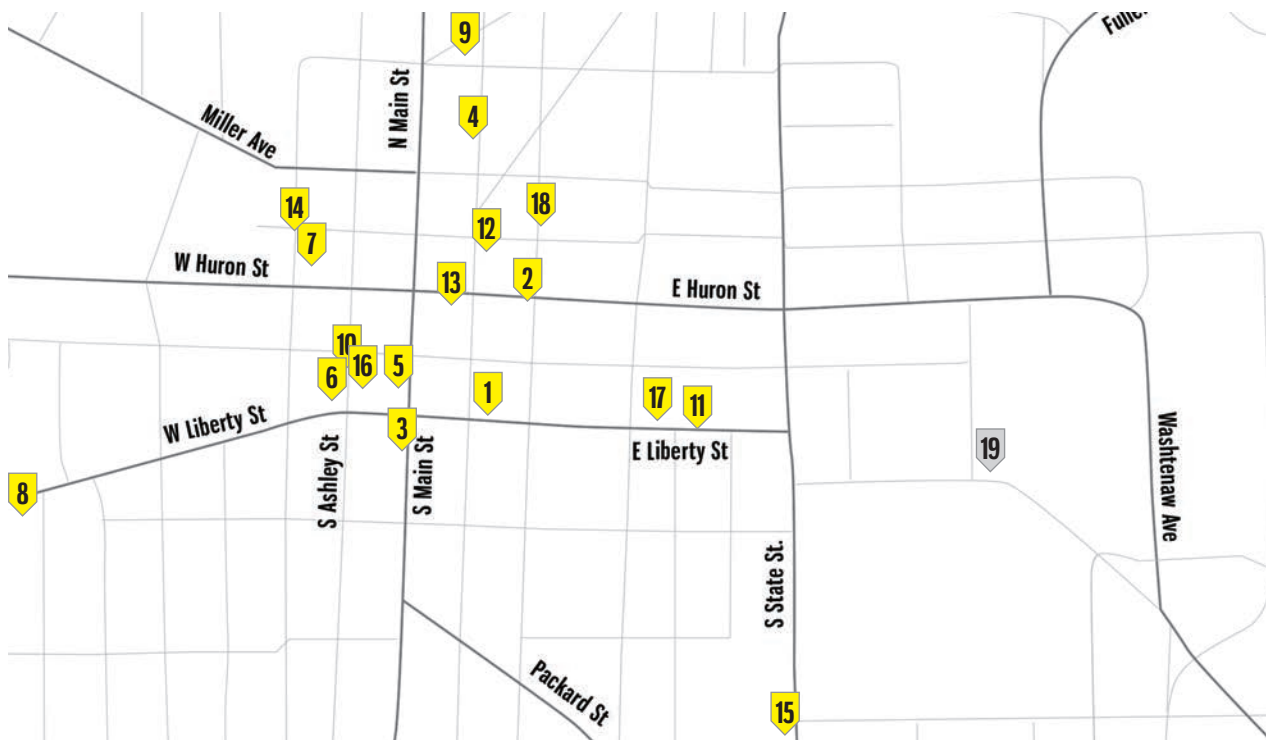 9
Fuller
N Main St
4
Miller Ave
14
18
12
7
W Huron St
13
2
E Huron St
10
16
5
6
1
17
11
W Liberty St
3
E Liberty St
19
8
S Ashley St
S Main St
Washtenaw Ave
S State St.
Packard St
15